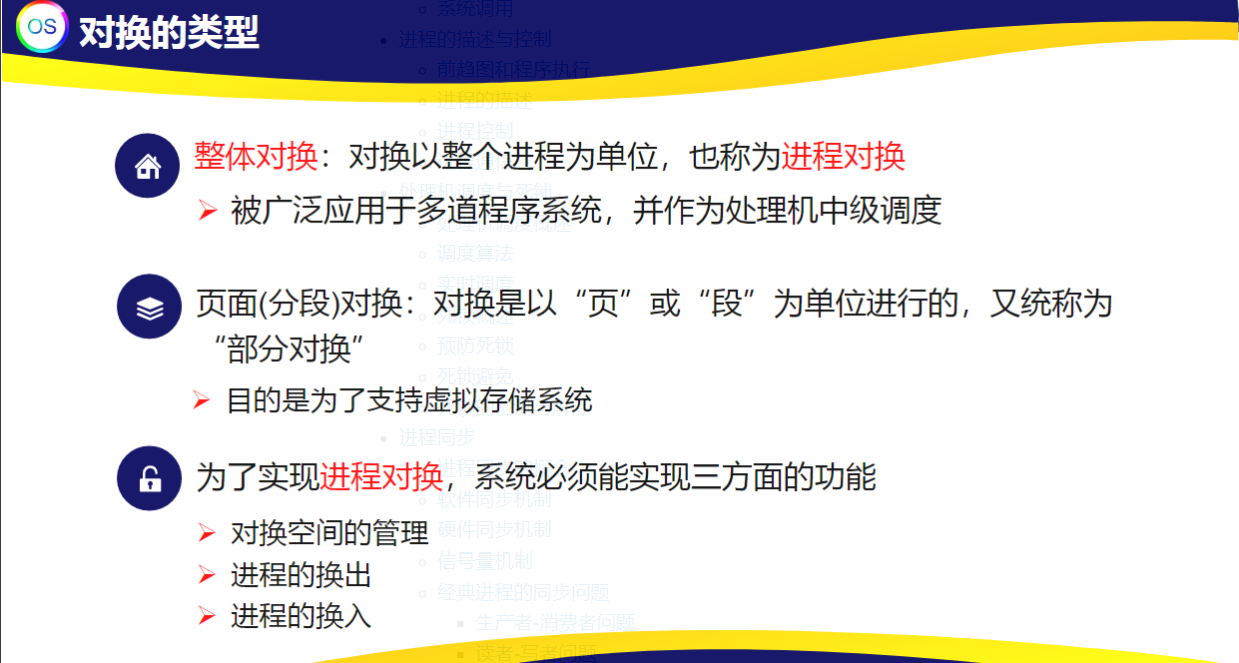 OS 对换的类型
系统调用
进程的描述与控制
前趋图和程序执行
进程的描述
进程控制
整体对换：对换以整个进程为单位，也称为进程对换
处理机调度与死锁
被广泛应用于多道程序系统，并作为处理机中级调度
处理机调度概述
调度算法
实时调度
页面(分段)对换：对换是以“页”或“段”为单位进行的，又统称为
“部分对换”
预防死锁
死锁避免
目的是为了支持虚拟存储系统
进程同步
为了实现进程对换，系统必须能实现三方面的功能
软件同步机制
对换空间的管理
硬件同步机制
信号量机制
进程的换出
经典进程的同步问题
进程的换入
生产者-消费者问题
读者-写者问题